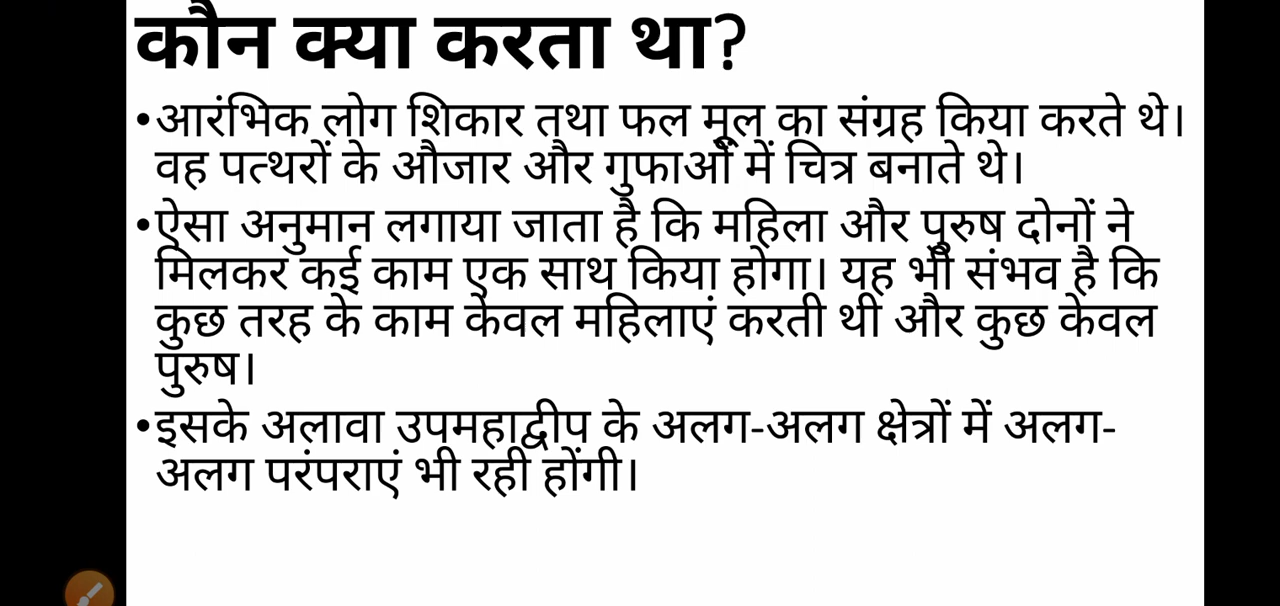 कौन क्या करता था?
•आरंभिक लोग शिकार तथा फल मूल का संग्रह किया करते थे।
वह पत्थरों के औजार और गुफाओं में चित्र बनाते थे।
•ऐसा अनुमान लगाया जाता है कि महिला और पुरुष दोनों ने
मिलकर कई काम एक साथ किया होगा। यह भी संभव है कि
कुछ तरह के काम केवल महिलाएं करती थी और कुछ केवल
पुरुष।
•इसके अलावा उपमहाद्वीप के अलग-अलग क्षेत्रों में अलग-
अलग परंपराएं भी रही होंगी।